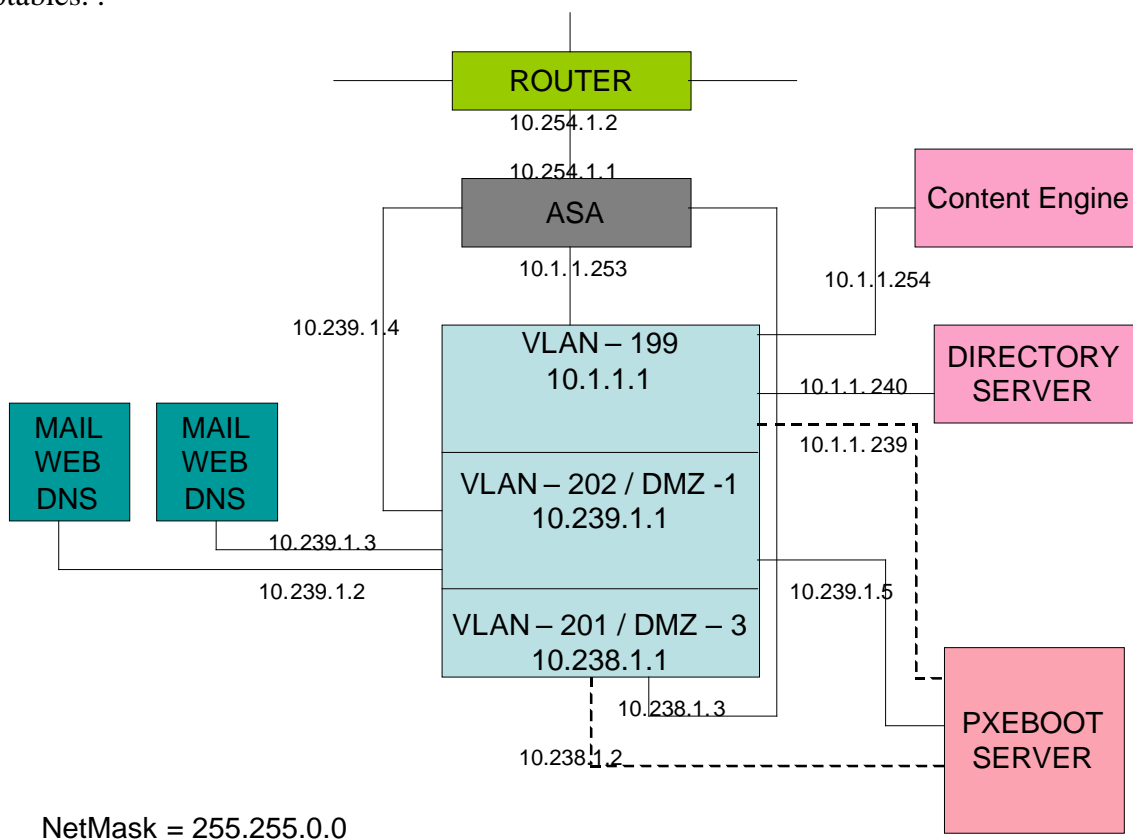 ROUTER
10.254.1.2
10.254.1.1
ASA
10.1.1.253
Content Engine
10.1.1.254
10.239.1.4
VLAN – 199
10.1.1.1
DIRECTORY
SERVER
10.1.1.240
10.1.1.239
MAIL
WEB
DNS
MAIL
WEB
DNS
VLAN – 202 / DMZ -1
10.239.1.1
10.239.1.3
10.239.1.2
10.239.1.5
VLAN – 201 / DMZ – 3
10.238.1.1
10.238.1.3
10.238.1.2
PXEBOOT
SERVER
NetMask = 255.255.0.0